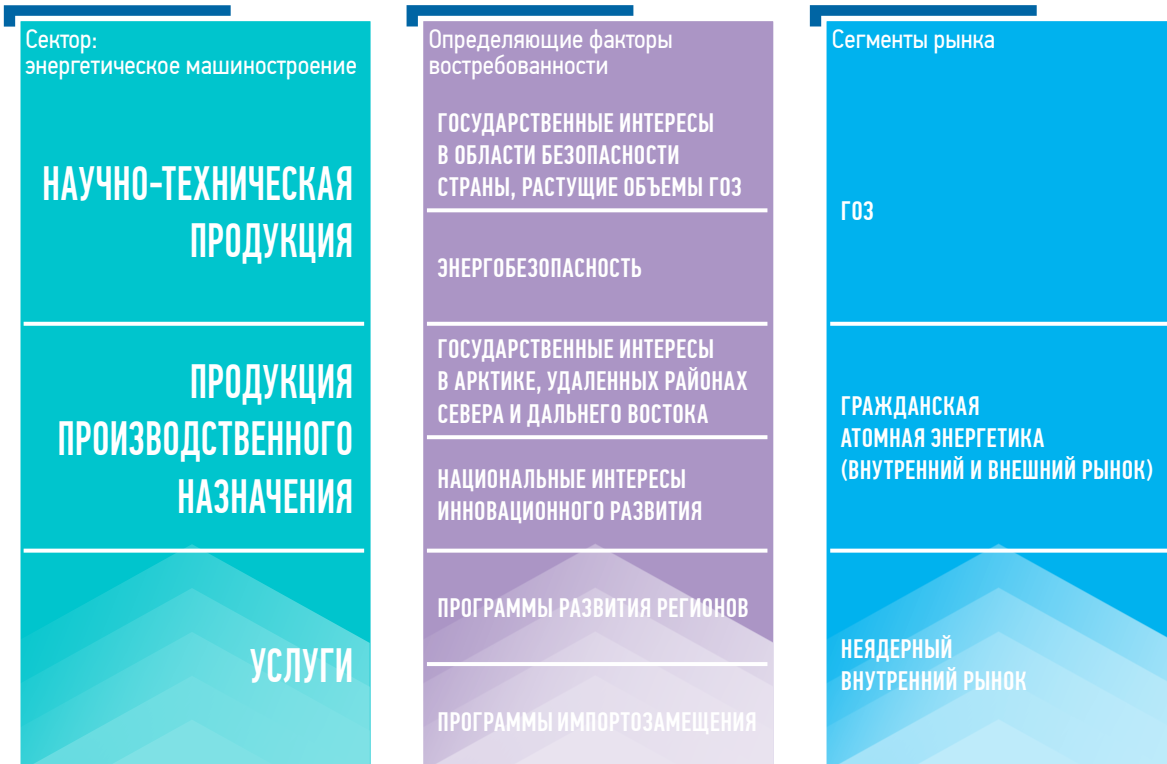 Сектор:
энергетическое машиностроение
НАУЧНО-ТЕХНИЧЕСКАЯ
ПРОДУКЦИЯ
ПРОДУКЦИЯ
ПРОИЗВОДСТВЕННОГО
НАЗНАЧЕНИЯ
УСЛУГИ
Определяющие факторы
востребованности
ГОСУДАРСТВЕННЫЕ ИНТЕРЕСЫ
В ОБЛАСТИ БЕЗОПАСНОСТИ
СТРАНЫ, РАСТУЩИЕ ОБЪЕМЫ ГОЗ
ЭНЕРГОБЕЗОПАСНОСТЬ
ГОСУДАРСТВЕННЫЕ ИНТЕРЕСЫ
В АРКТИКЕ, УДАЛЕННЫХ РАЙОНАХ
СЕВЕРА И ДАЛЬНЕГО ВОСТОКА
НАЦИОНАЛЬНЫЕ ИНТЕРЕСЫ
ИННОВАЦИОННОГО РАЗВИТИЯ
ПРОГРАММЫ РАЗВИТИЯ РЕГИОНОВ
ПРОГРАММЫ ИМПОРТОЗАМЕЩЕНИЯ
Сегменты рынка
ГОЗ
ГРАЖДАНСКАЯ
АТОМНАЯ ЭНЕРГЕТИКА
(ВНУТРЕННИЙ И ВНЕШНИЙ РЫНОК)
НЕЯДЕРНЫЙ
ВНУТРЕННИЙ РЫНОК